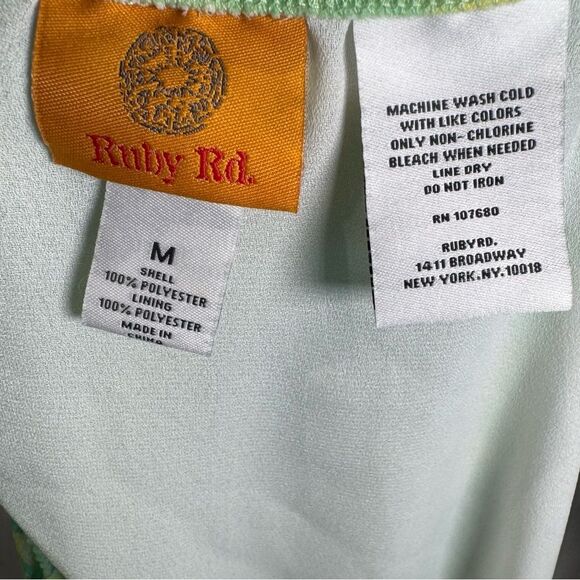 Ruby Rd.
M
SHELL
100% POLYESTER
LINING
100% POLYESTER
MADE IN
CHINA
MACHINE WASH COLD
WITH LIKE COLORS
ONLY NON- CHLORINE
BLEACH WHEN NEEDED
LINE DRY
DO NOT IRON
RN 107680
RUBYRD.
1411 BROADWAY
NEW YORK.NY.10018